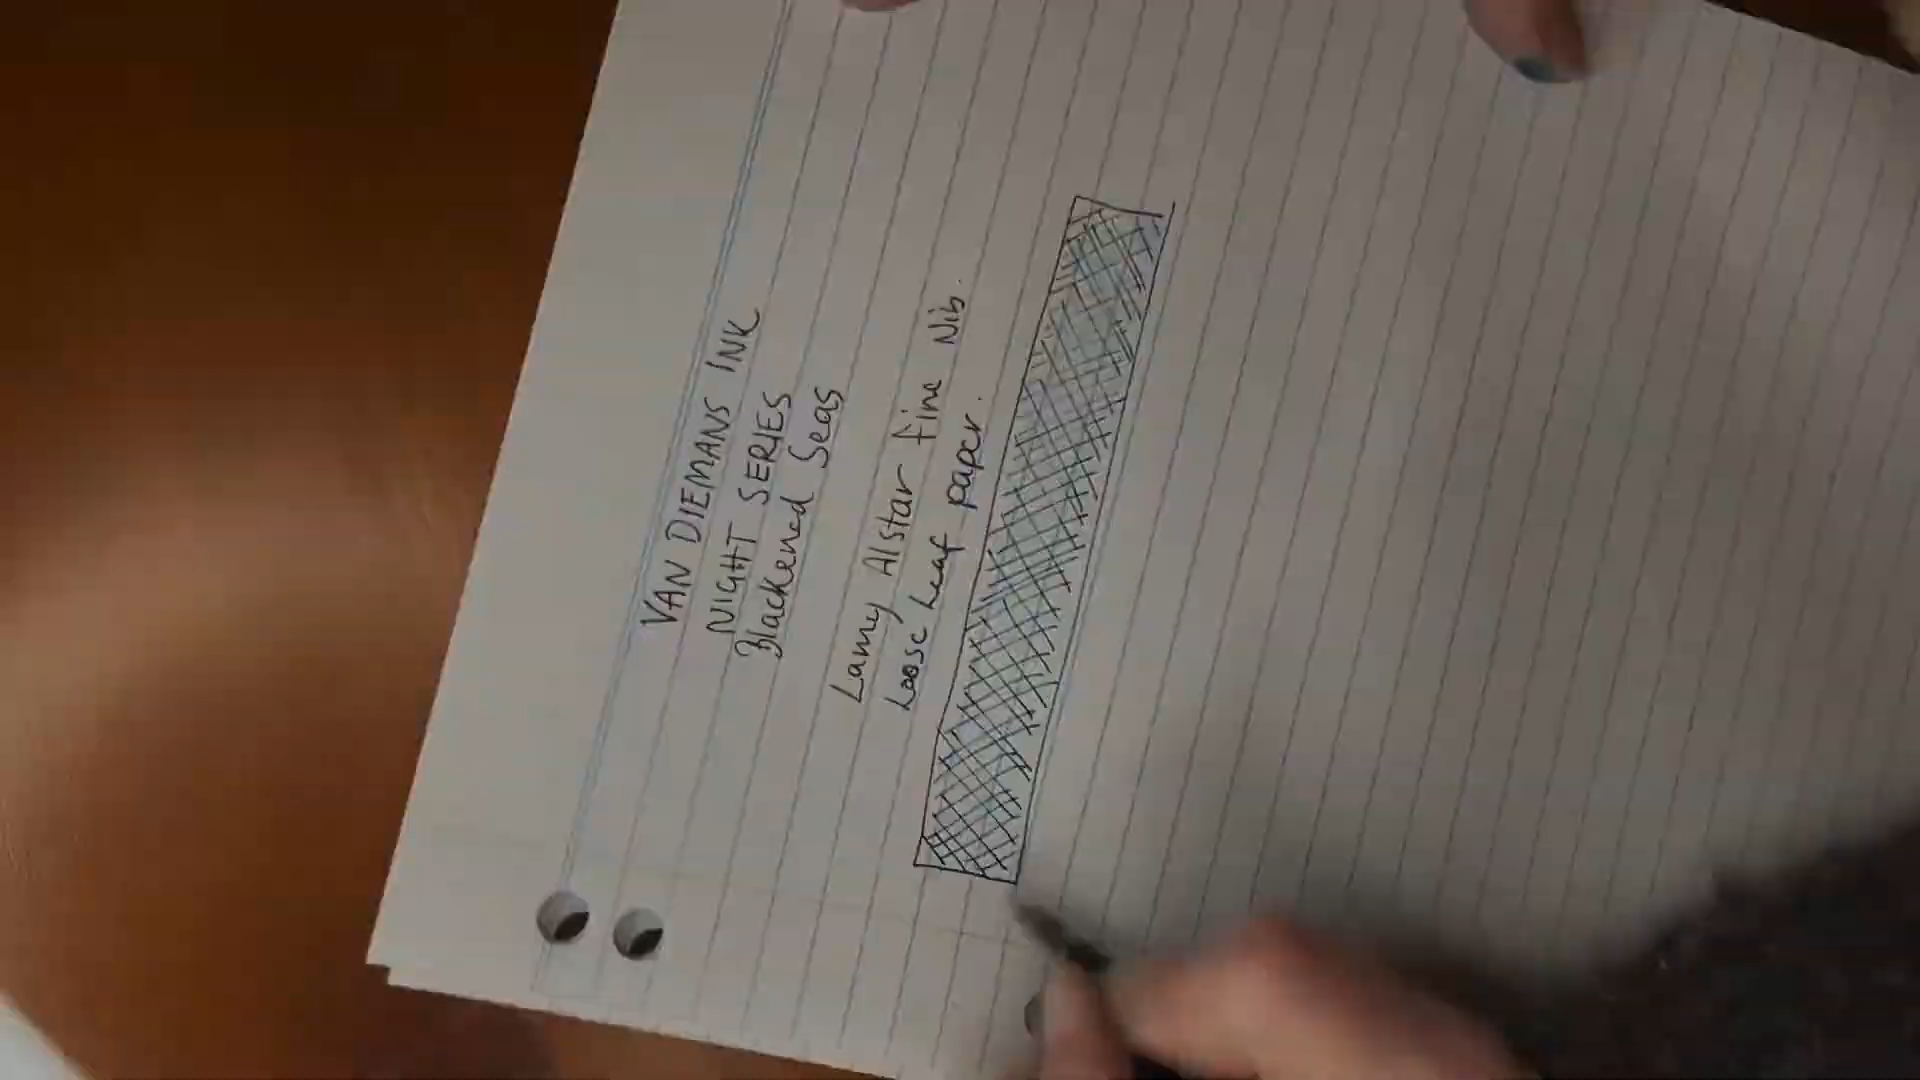 VAN DIEMANS INK
NIGHT SERIES
Blackened Seas
Lamy Alstar fine Nib.
Loose Leaf paper.